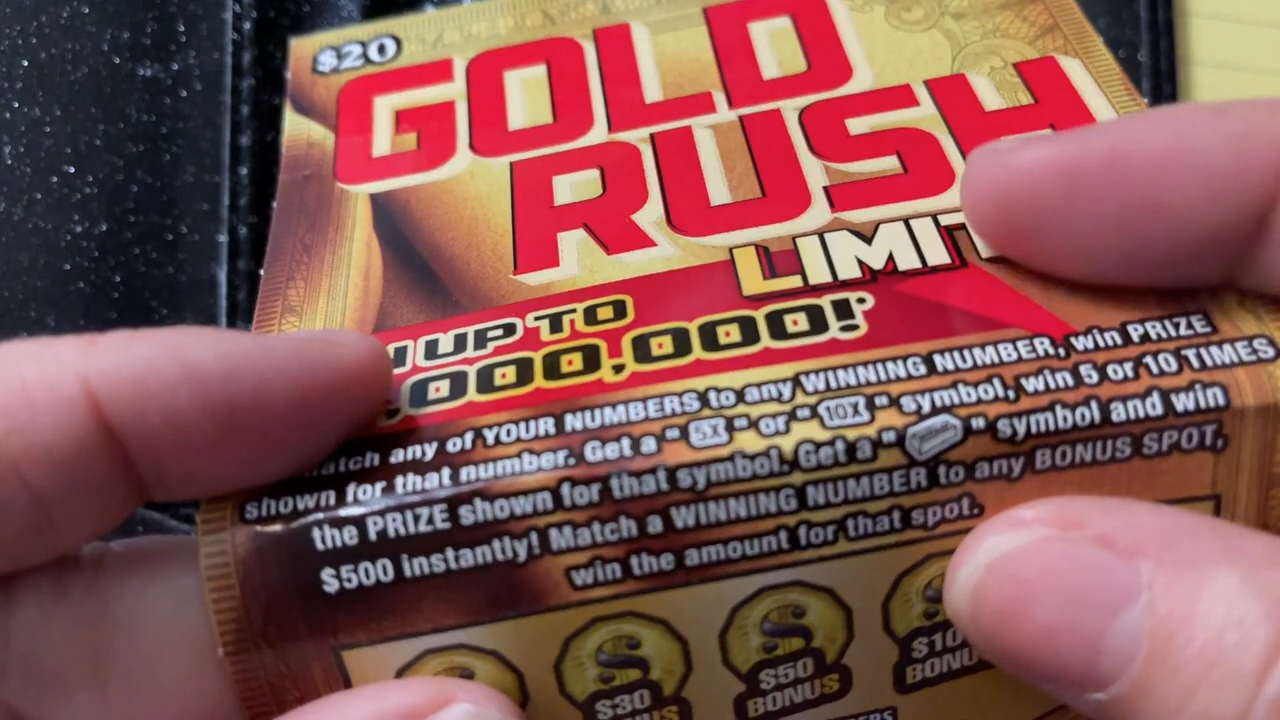 $20
GOLD
RUSH
LIMIT
UP TO
,000,000!*
match any of YOUR NUMBERS to any WINNING NUMBER, win PRIZE
shown for that number. Get a "5X" or "10X" symbol, win 5 or 10 TIMES
the PRIZE shown for that symbol. Get a " " symbol and win
$500 instantly! Match a WINNING NUMBER to any BONUS SPOT,
win the amount for that spot.
$30
BONUS
$50
BONUS
$10
BONU